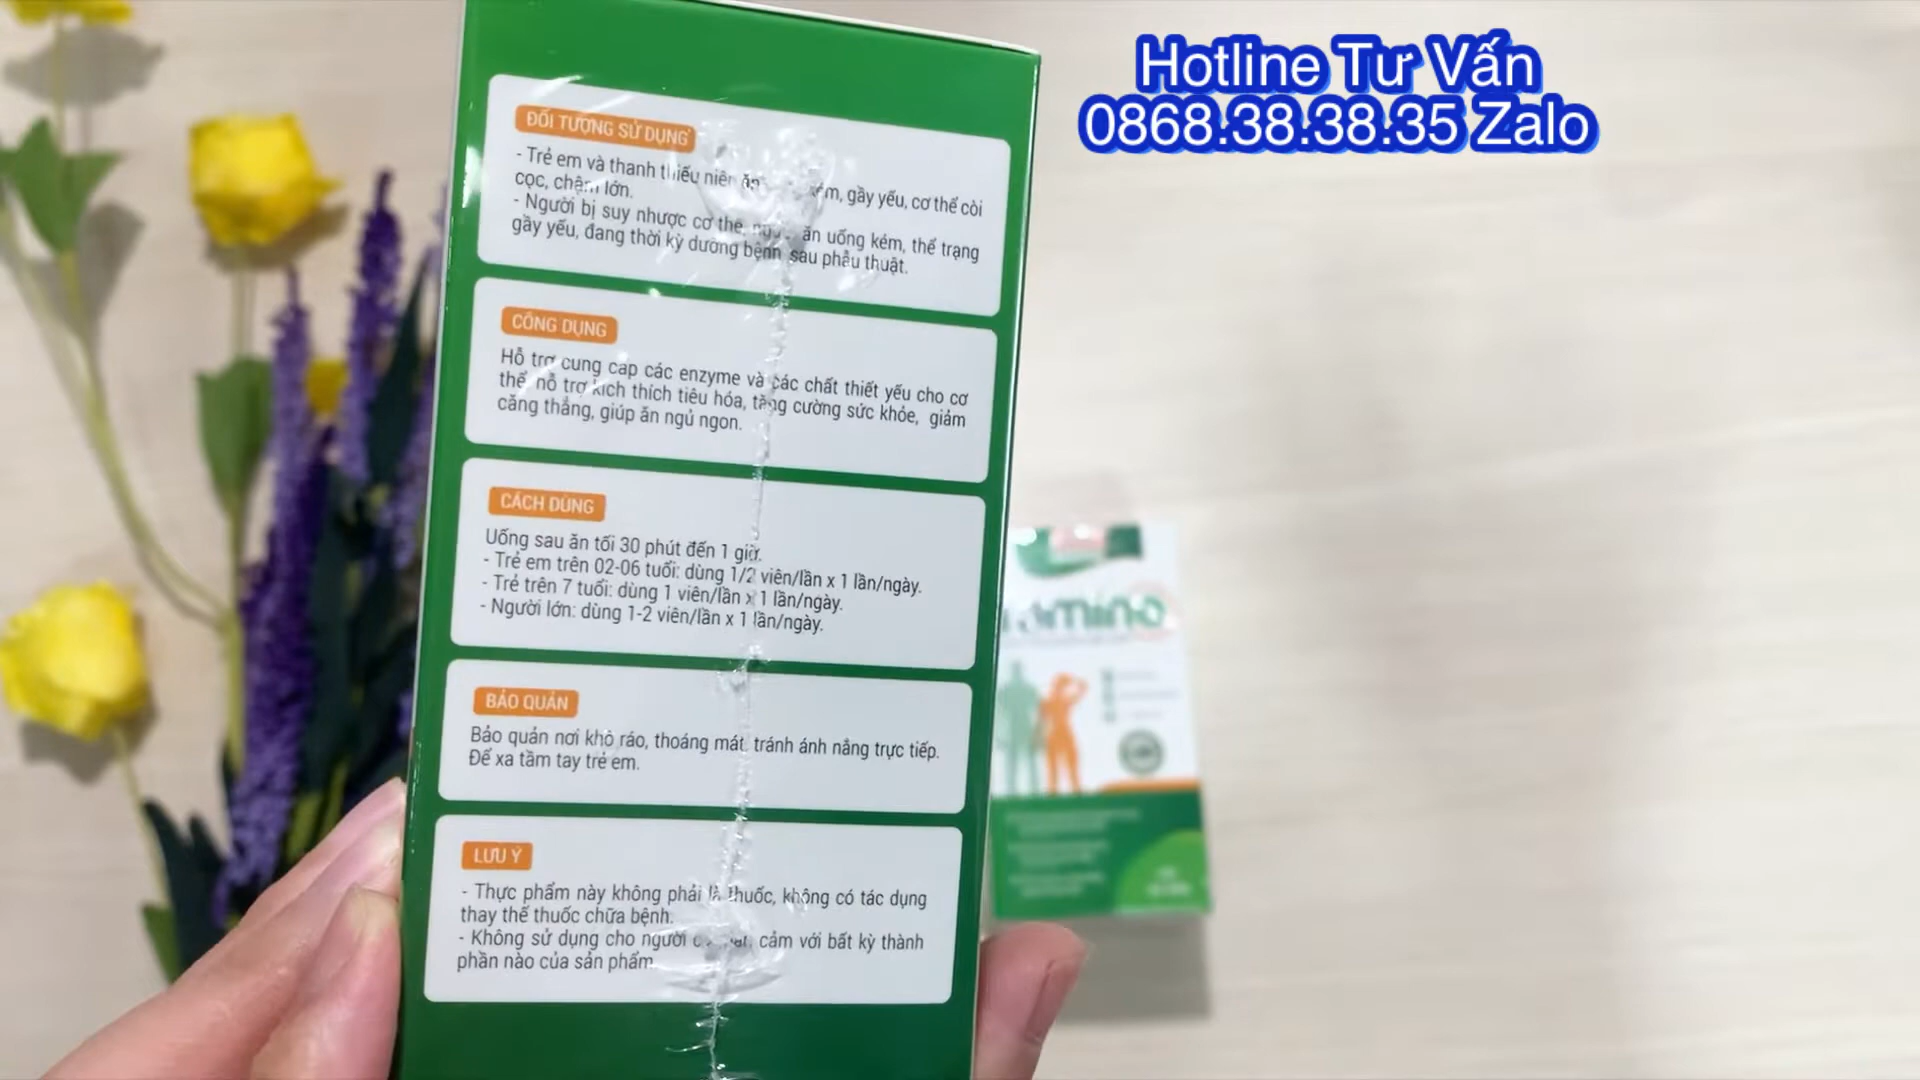 Hotline Tư Vấn
0868.38.38.35 Zalo
ĐỐI TƯỢNG SỬ DỤNG
- Trẻ em và thanh thiếu niên ăn kém, gầy yếu, cơ thể còi
cọc, chậm lớn.
- Người bị suy nhược cơ thể, ăn uống kém, thể trạng
gầy yếu, đang thời kỳ dưỡng bệnh sau phẫu thuật.
CÔNG DỤNG
Hỗ trợ cung cấp các enzyme và các chất thiết yếu cho cơ
thể, hỗ trợ kích thích tiêu hóa, tăng cường sức khỏe, giảm
căng thẳng, giúp ăn ngủ ngon.
CÁCH DÙNG
Uống sau ăn tối 30 phút đến 1 giờ.
- Trẻ em trên 02-06 tuổi: dùng 1/2 viên/lần x 1 lần/ngày.
- Trẻ trên 7 tuổi: dùng 1 viên/lần x 1 lần/ngày.
- Người lớn: dùng 1-2 viên/lần x 1 lần/ngày.
BẢO QUẢN
Bảo quản nơi khô ráo, thoáng mát, tránh ánh nắng trực tiếp.
Để xa tầm tay trẻ em.
LƯU Ý
- Thực phẩm này không phải là thuốc, không có tác dụng
thay thế thuốc chữa bệnh.
- Không sử dụng cho người cảm với bất kỳ thành
phần nào của sản phẩm